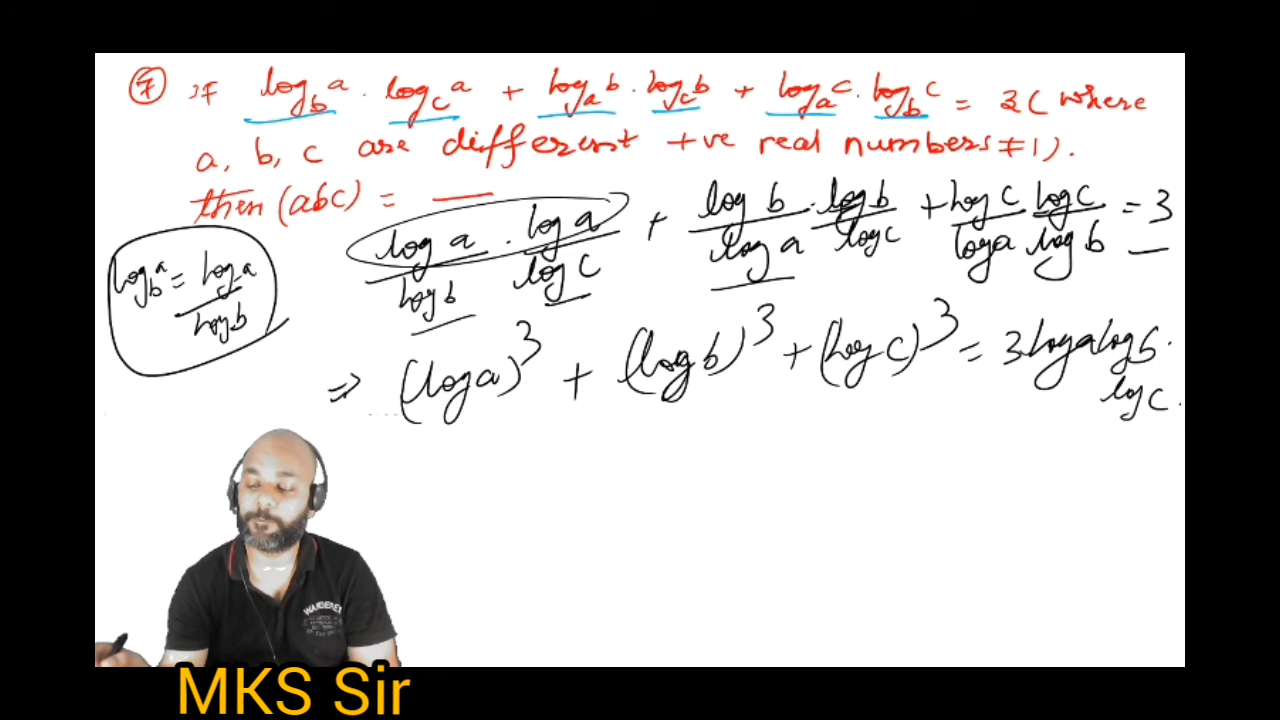 ⑦ If log_b a . log_c a + log_a b . log_c b + log_a c . log_b c = 3 (where
a, b, c are different +ve real numbers ≠ 1).
then (abc) = __
log a / log b . log a / log c + log b / log a . log b / log c + log c / log a log c / log b = 3
log_b a = log a / log b
⇒ (log a)^3 + (log b)^3 + (log c)^3 = 3 log a log b .
log c .
WANDERER
MKS Sir